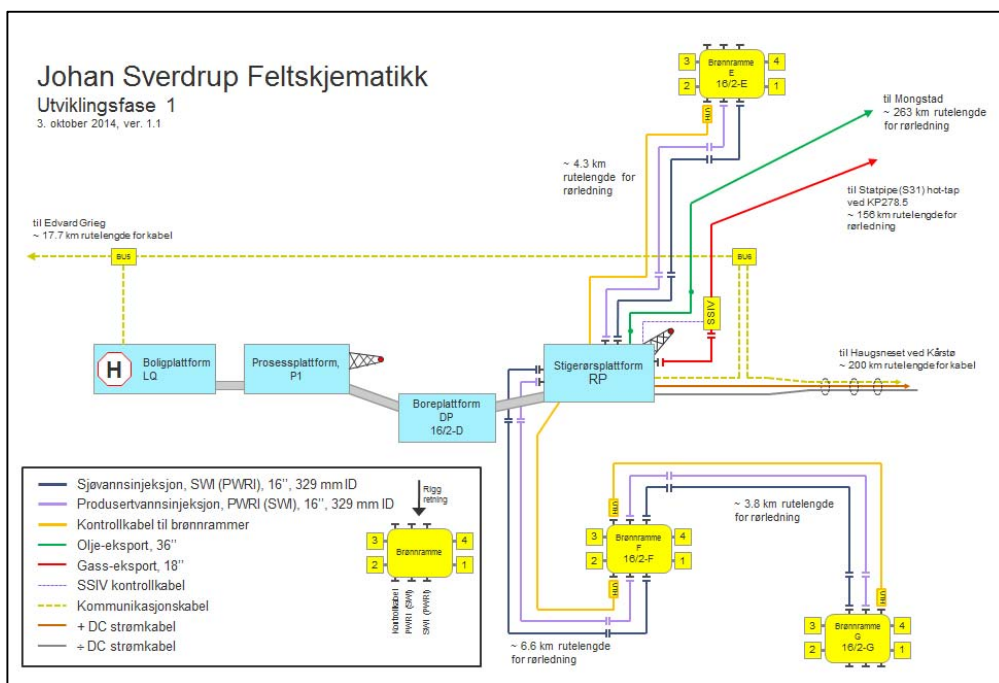 Johan Sverdrup Feltskjematikk
Utviklingsfase 1
3. oktober 2014, ver. 1.1
3
4
2
1
Brønnramme
E
16/2-E
UTH
til Mongstad
~ 263 km rutelengde
for rørledning
~ 4.3 km
rutelengde for
rørledning
til Statpipe (S31) hot-tap
ved KP278.5
~ 156 km rutelengde for
rørledning
til Edvard Grieg
~ 17.7 km rutelengde for kabel
BUS
BUS
SSIV
H
Boligplattform
LQ
Prosessplattform,
P1
Boreplattform
DP
16/2-D
Stigerørsplattform
RP
til Haugsneset ved Kårstø
~ 200 km rutelengde for kabel
Sjøvannsinjeksjon, SWI (PWRI), 16", 329 mm ID
Produsertvannsinjeksjon, PWRI (SWI), 16", 329 mm ID
Kontrollkabel til brønnrammer
Olje-eksport, 36"
Gass-eksport, 18"
SSIV kontrollkabel
Kommunikasjonskabel
+ DC strømkabel
÷ DC strømkabel
Rigg
retning
3
4
2
1
Brønnramme
Kontrollkabel
PWRI (SWI)
SWI (PWRI)
UTH
3
4
2
1
Brønnramme
F
16/2-F
UTH
~ 3.8 km rutelengde
for rørledning
~ 6.6 km rutelengde
for rørledning
UTH
3
4
2
1
Brønnramme
G
16/2-G